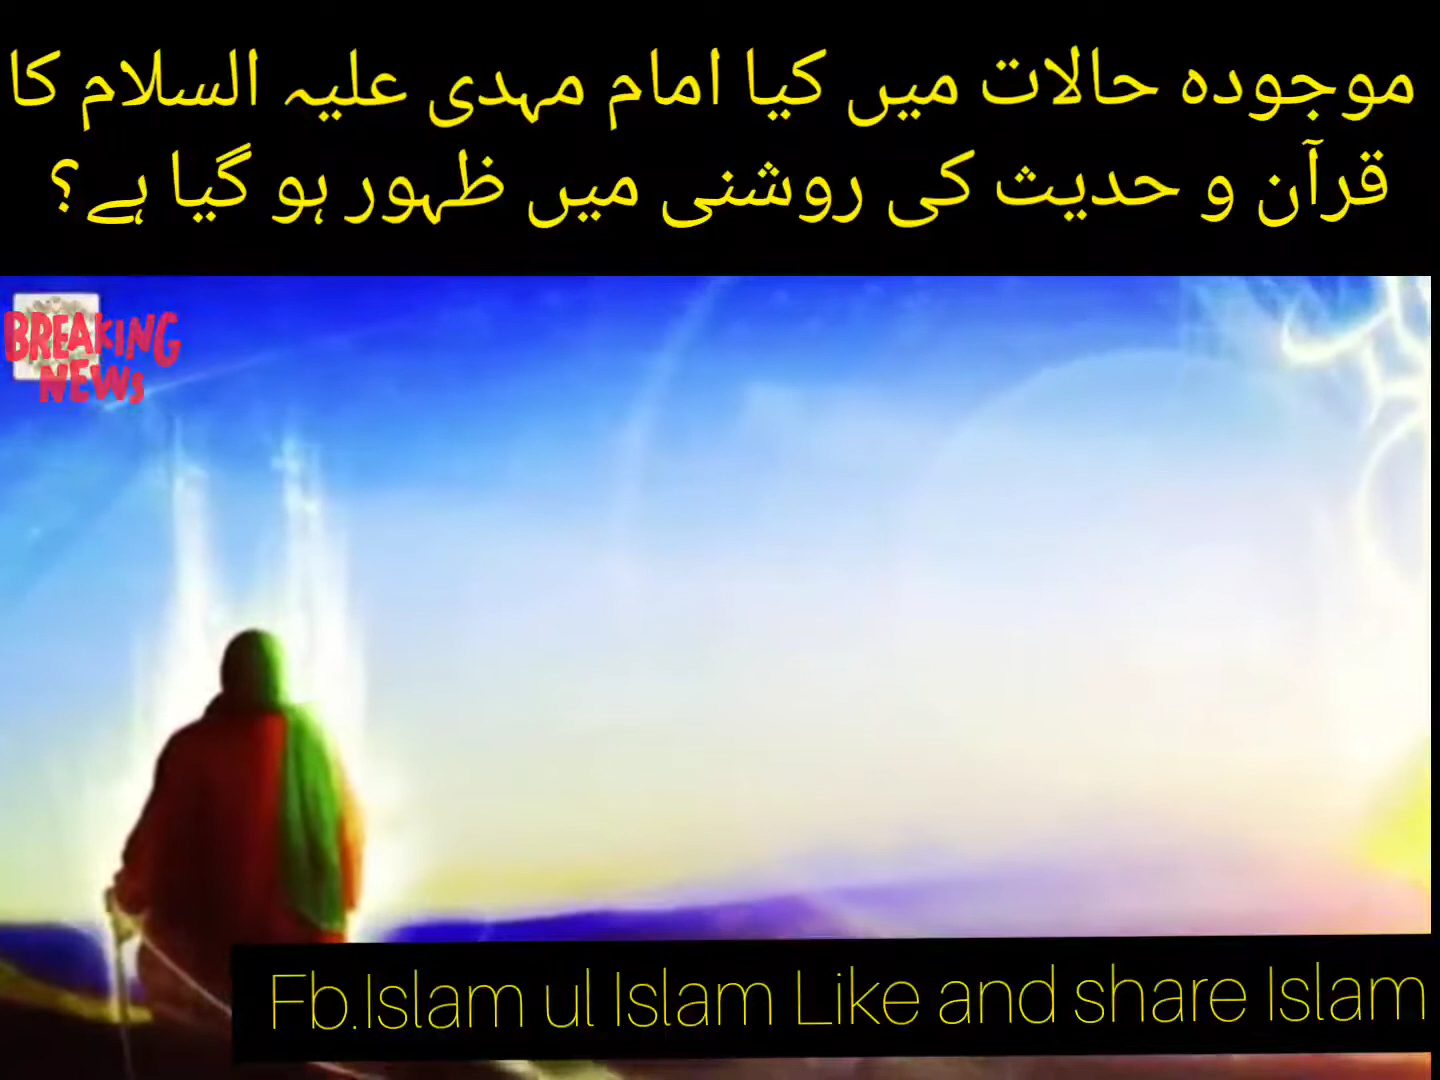 موجودہ حالات میں کیا امام مہدی علیہ السلام کا
قرآن و حدیث کی روشنی میں ظہور ہو گیا ہے؟
BREAKING
NEWS
Fb.Islam ul Islam Like and share Islam